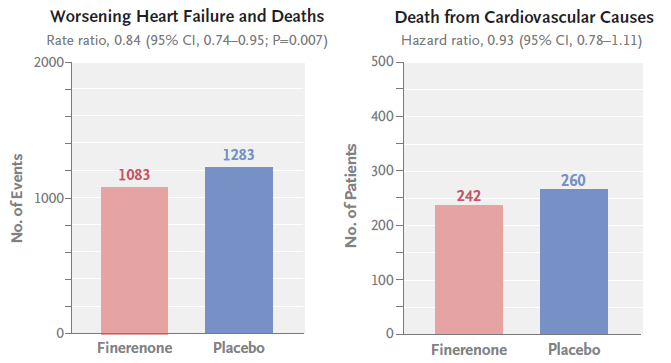 Worsening Heart Failure and Deaths
Rate ratio, 0.84 (95% CI, 0.74–0.95; P=0.007)
No. of Events
2000
1000
0
1083
1283
Finerenone
Placebo
Death from Cardiovascular Causes
Hazard ratio, 0.93 (95% CI, 0.78–1.11)
No. of Patients
500
400
300
200
100
0
242
260
Finerenone
Placebo